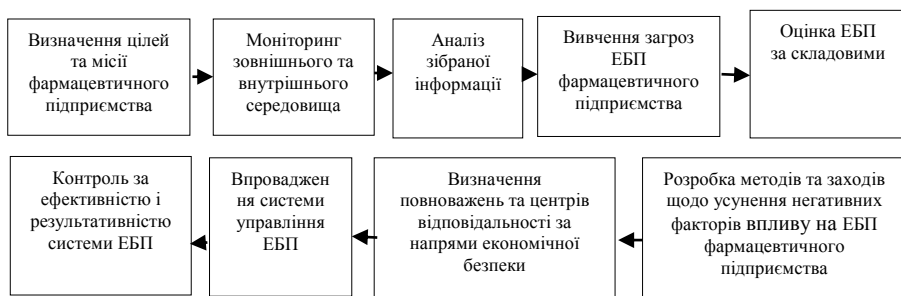 Визначення цілей
та місії
фармацевтичного
підприємства
Моніторинг
зовнішнього та
внутрішнього
середовища
Аналіз
зібраної
інформації
Вивчення загроз
ЕБП
фармацевтичного
підприємства
Оцінка ЕБП
за складовими
Розробка методів та заходів
щодо усунення негативних
факторів впливу на ЕБП
фармацевтичного
підприємства
Визначення
повноважень та центрів
відповідальності за
напрями економічної
безпеки
Впроваджен
ня системи
управління
ЕБП
Контроль за
ефективністю і
результативністю
системи ЕБП